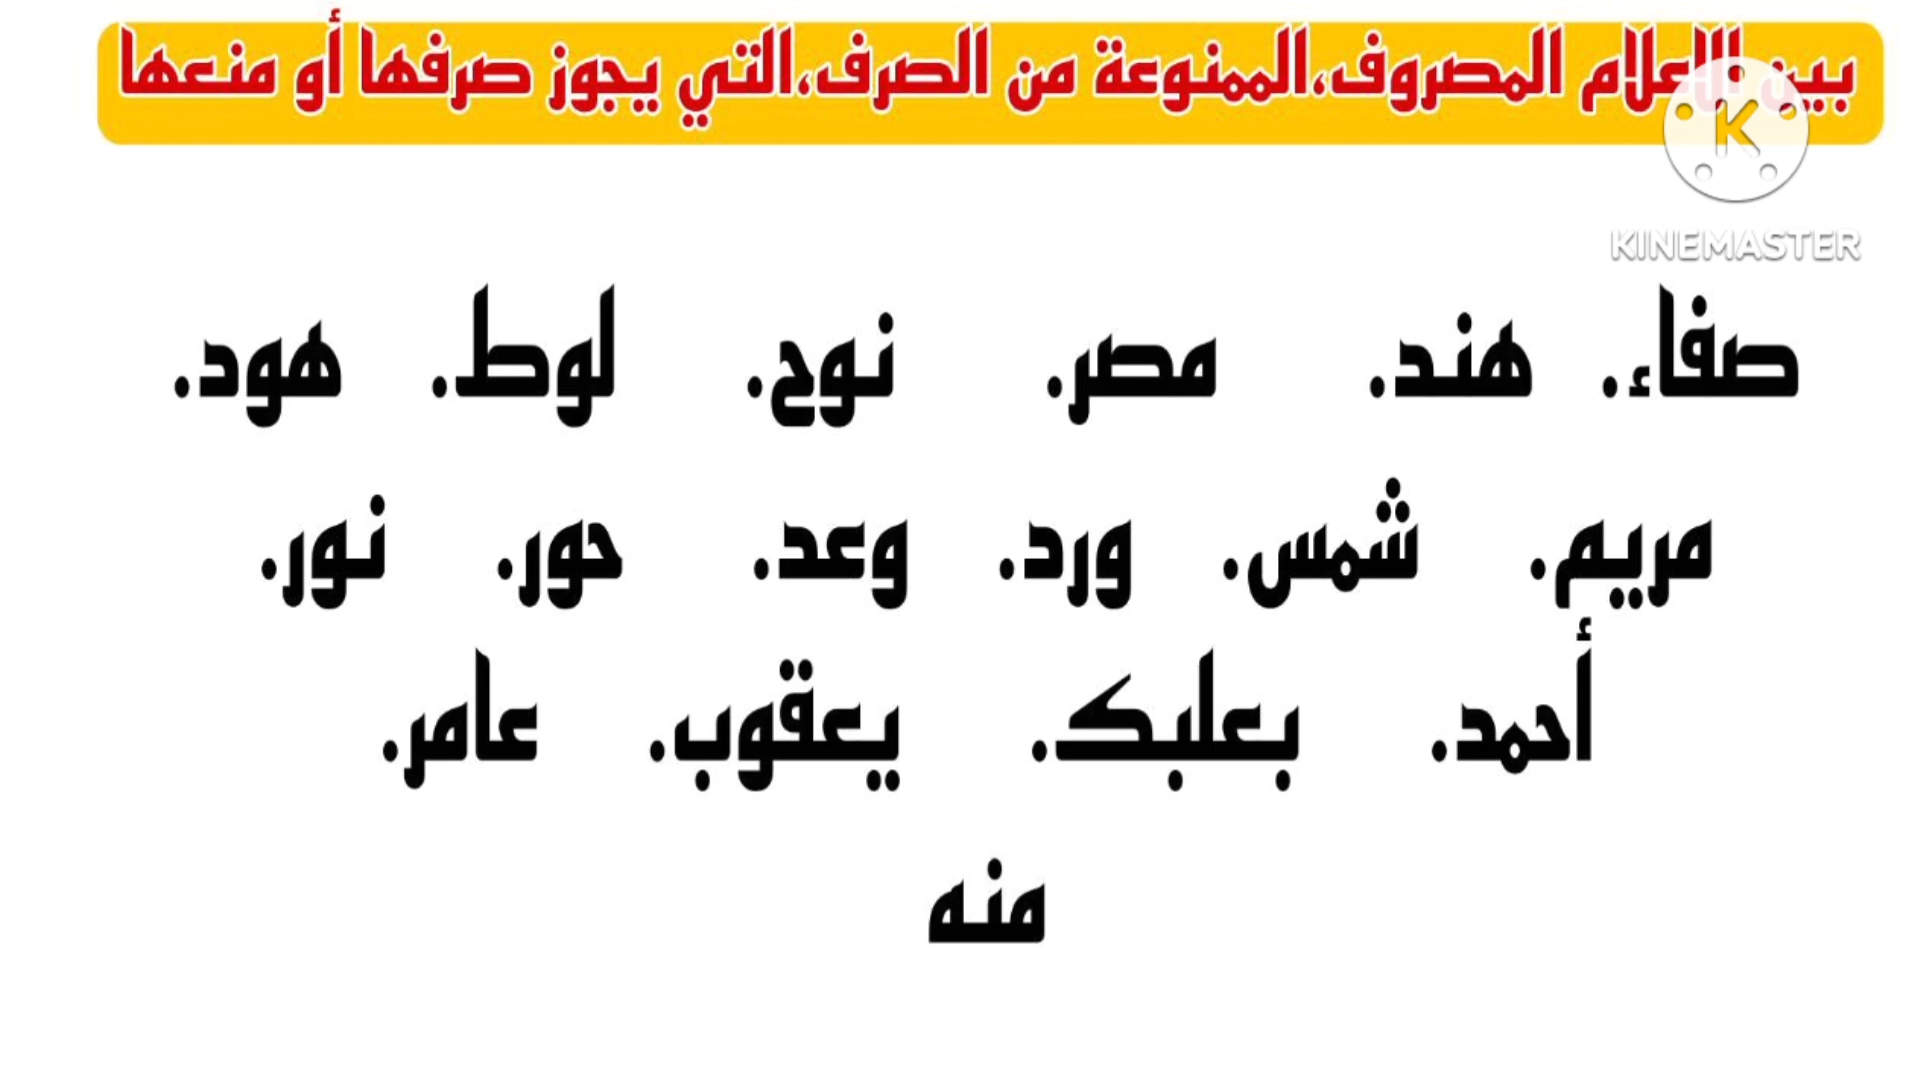 بين الاعلام المصروف،الممنوعة من الصرف،التي يجوز صرفها أو منعها
KINEMASTER
صفاء. هند. مصر. نوح. لوط. هود.
مريم. شمس. ورد. وعد. حور. نور.
أحمد. بعلبك. يعقوب. عامر.
منه